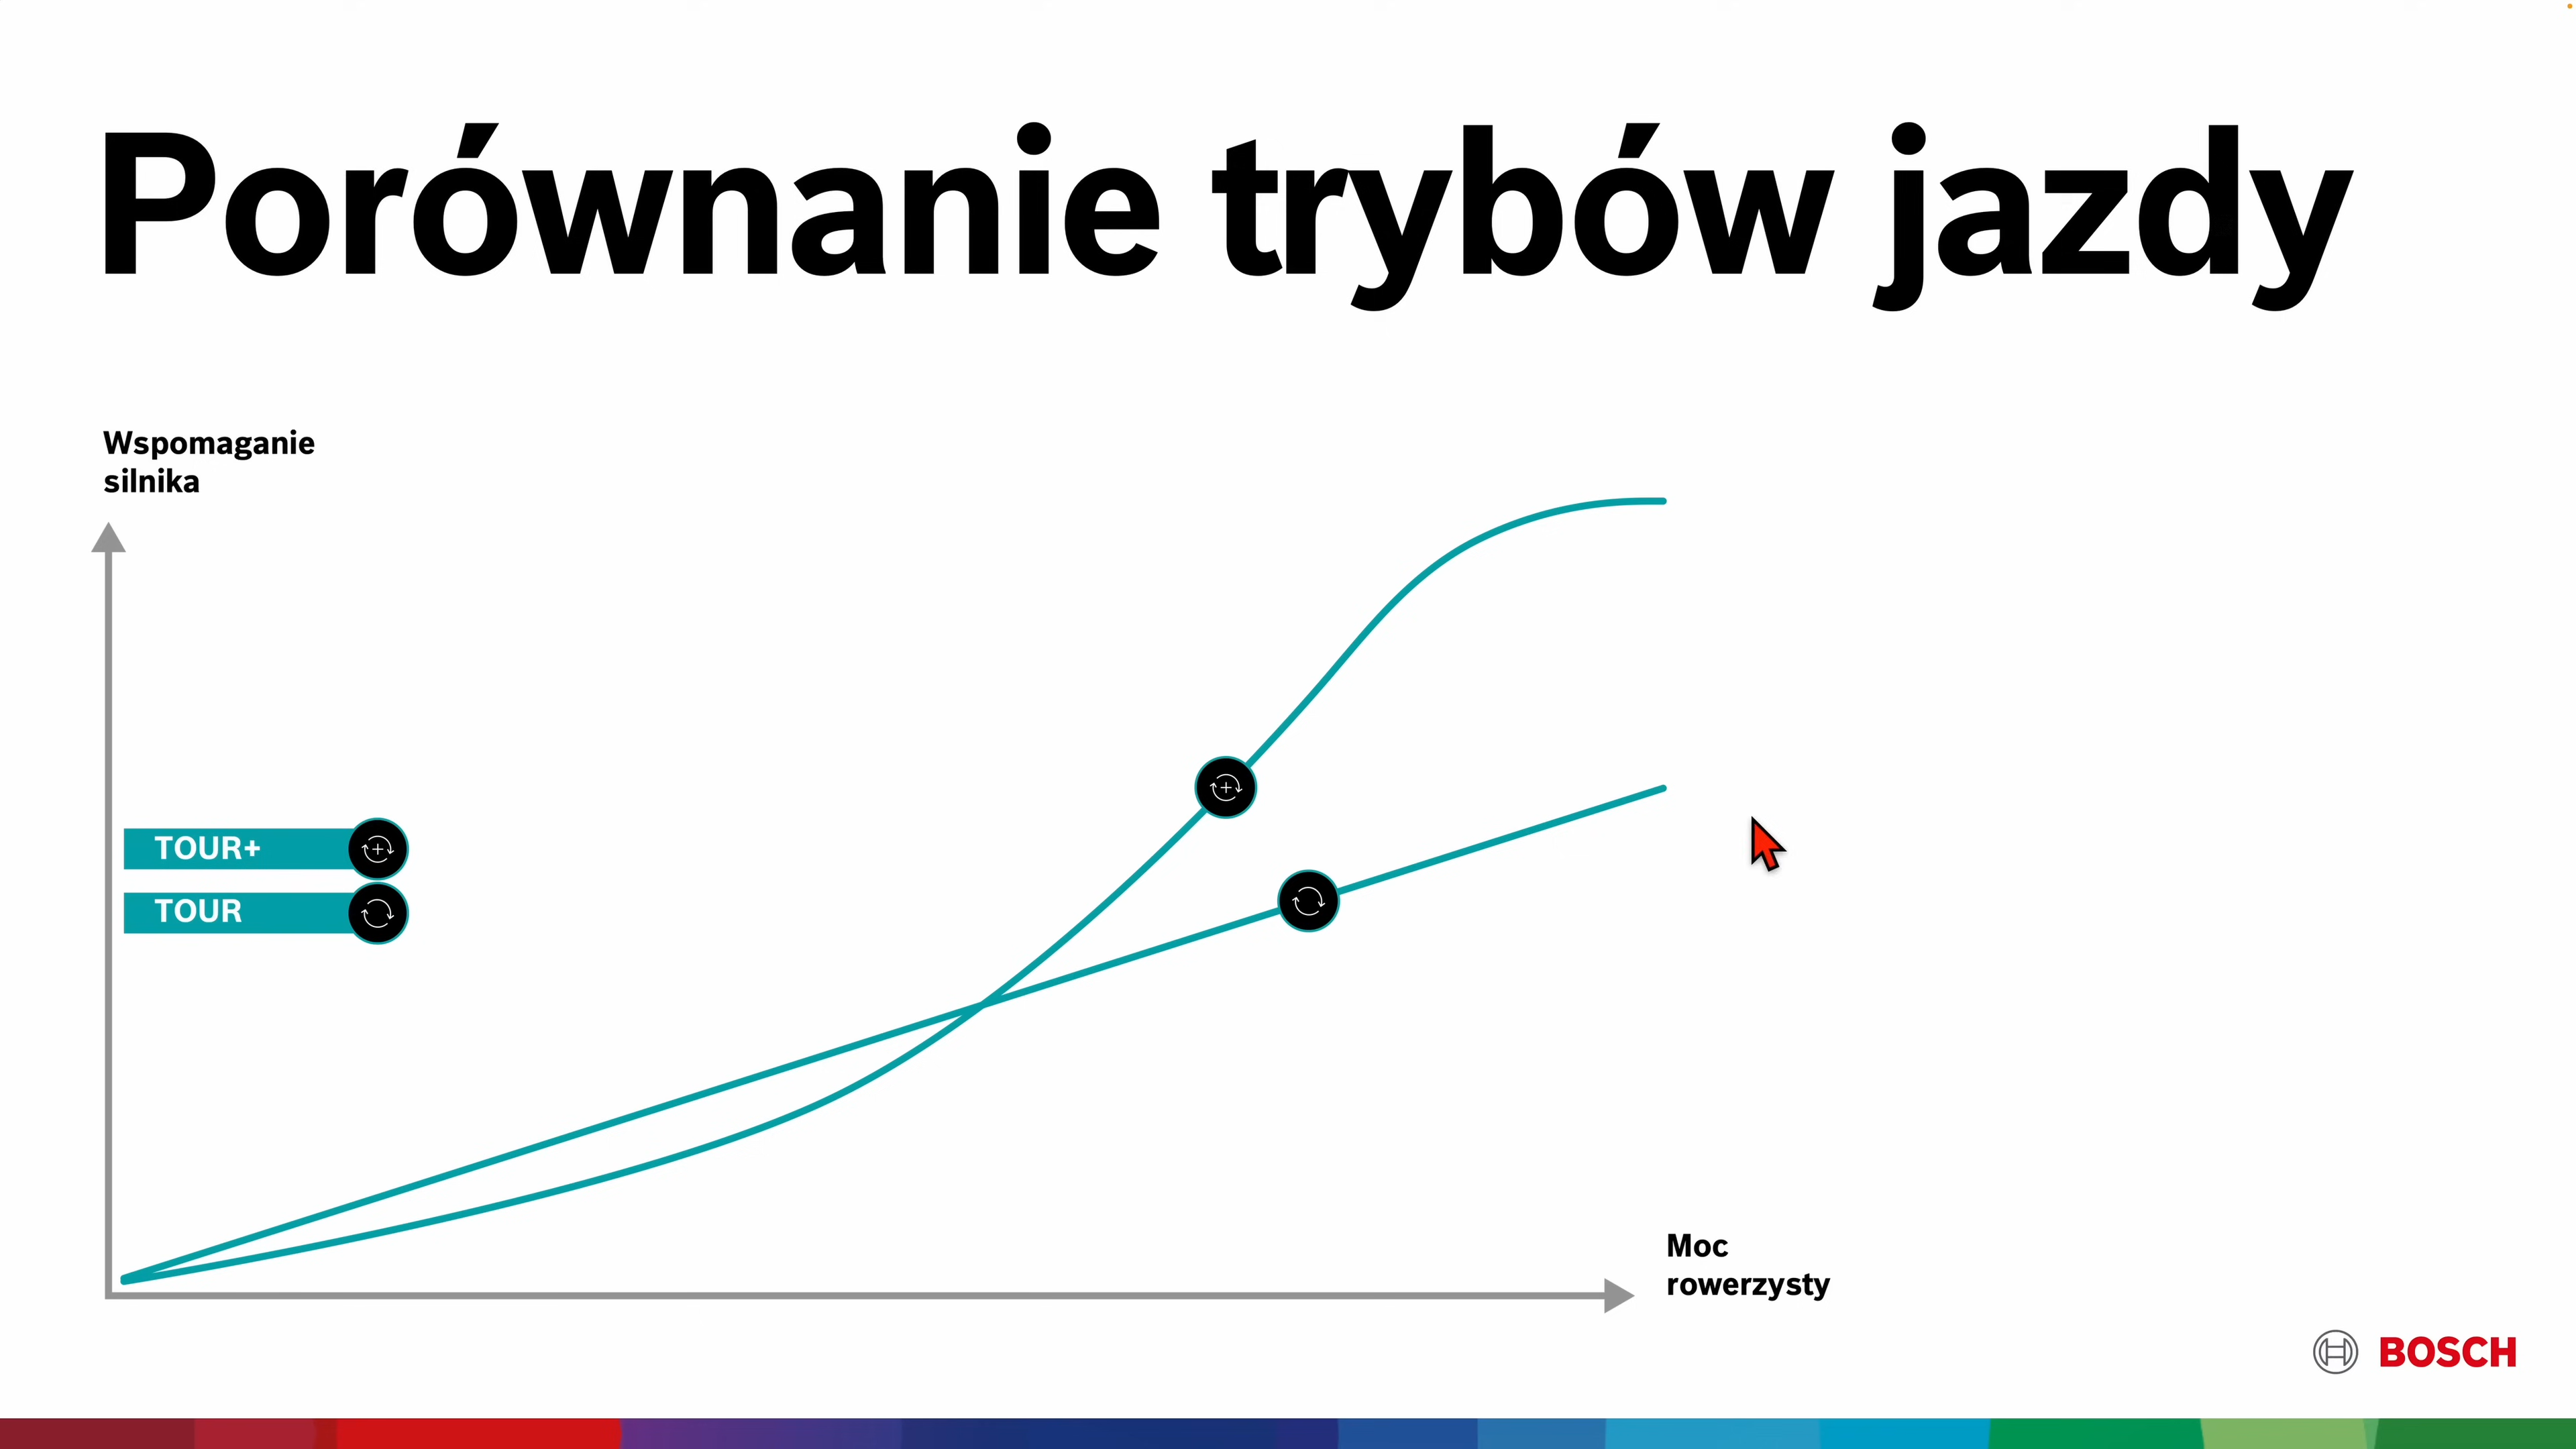 Porównanie trybów jazdy
Wspomaganie
silnika
TOUR+
TOUR
Moc
rowerzysty
BOSCH